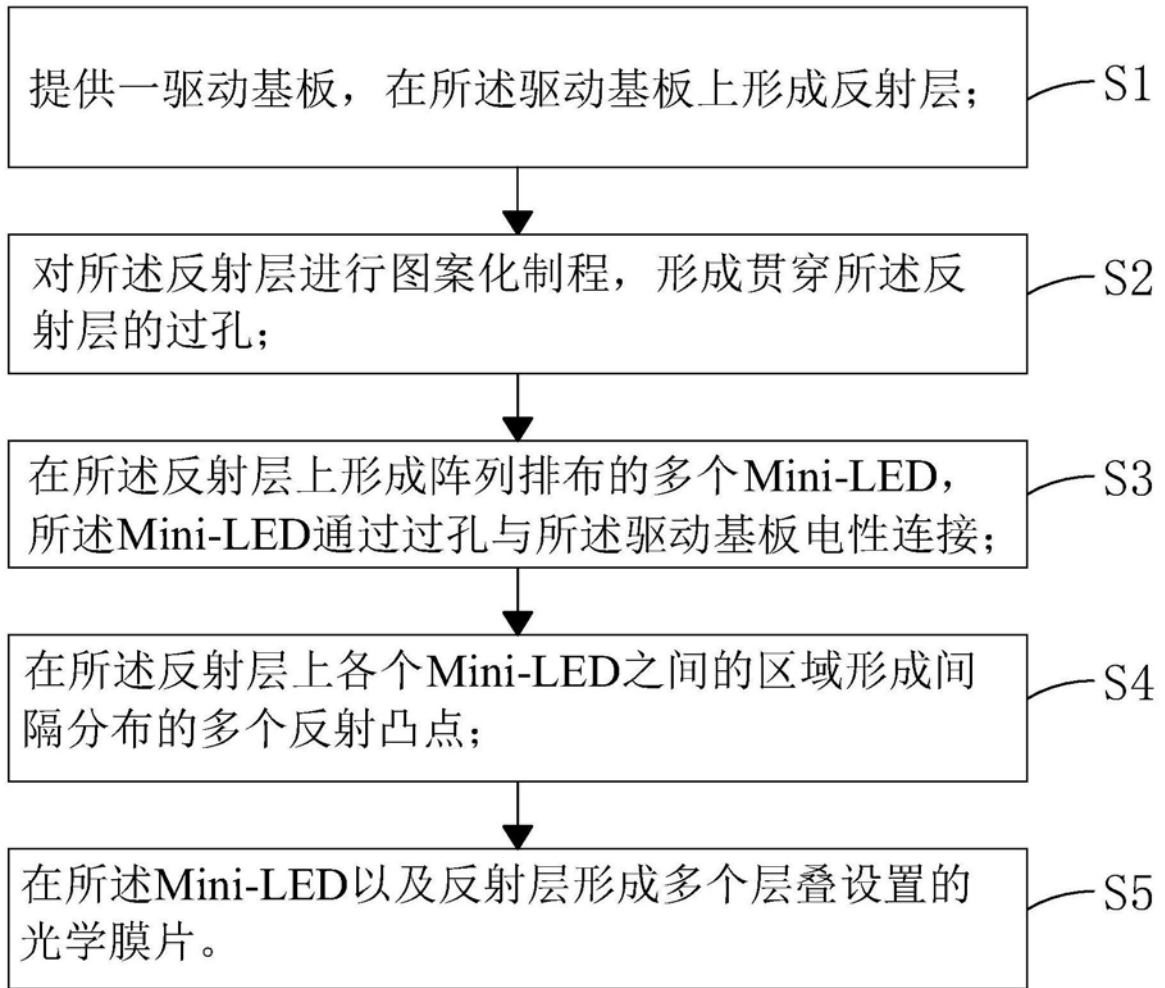 提供一驱动基板，在所述驱动基板上形成反射层；
S1
对所述反射层进行图案化制程，形成贯穿所述反
射层的过孔；
S2
在所述反射层上形成阵列排布的多个Mini-LED，
所述Mini-LED通过过孔与所述驱动基板电性连接；
S3
在所述反射层上各个Mini-LED之间的区域形成间
隔分布的多个反射凸点；
S4
在所述Mini-LED以及反射层形成多个层叠设置的
光学膜片。
S5